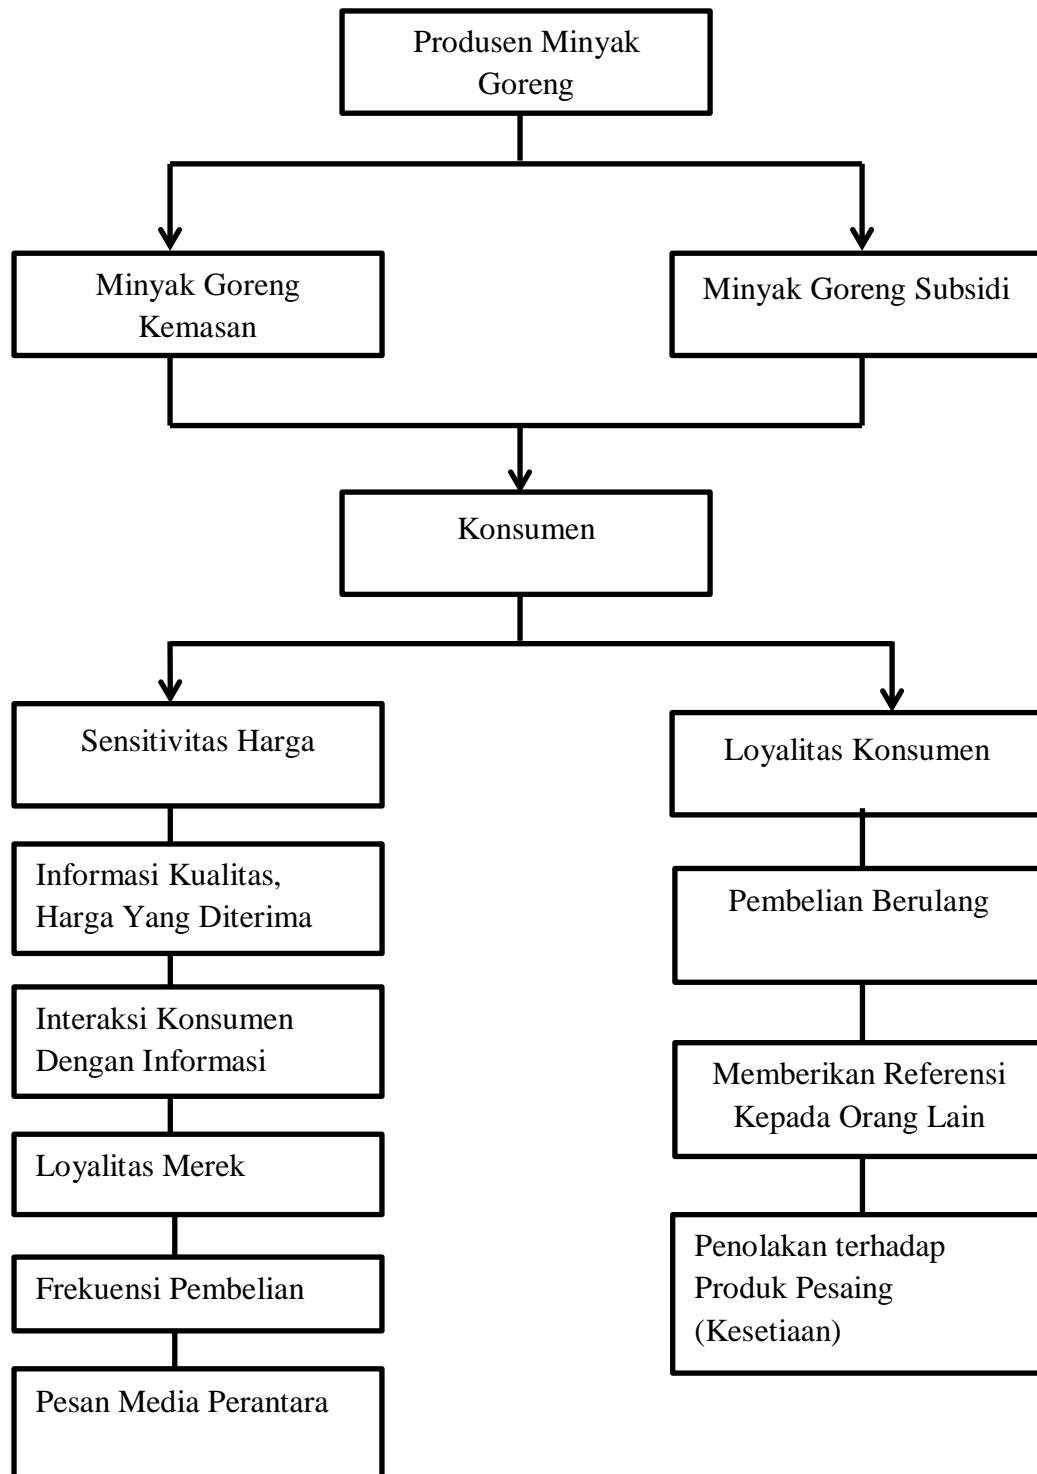 Produsen Minyak
Goreng
Minyak Goreng
Kemasan
Minyak Goreng Subsidi
Konsumen
Sensitivitas Harga
Loyalitas Konsumen
Informasi Kualitas,
Harga Yang Diterima
Pembelian Berulang
Interaksi Konsumen
Dengan Informasi
Memberikan Referensi
Kepada Orang Lain
Loyalitas Merek
Penolakan terhadap
Produk Pesaing
(Kesetiaan)
Frekuensi Pembelian
Pesan Media Perantara